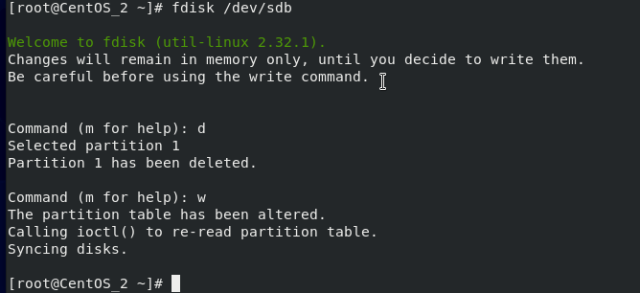 [root@CentOS_2 ~]# fdisk /dev/sdb
Welcome to fdisk (util-linux 2.32.1).
Changes will remain in memory only, until you decide to write them.
Be careful before using the write command.
Command (m for help): d
Selected partition 1
Partition 1 has been deleted.
Command (m for help): w
The partition table has been altered.
Calling ioctl() to re-read partition table.
Syncing disks.
[root@CentOS_2 ~]#